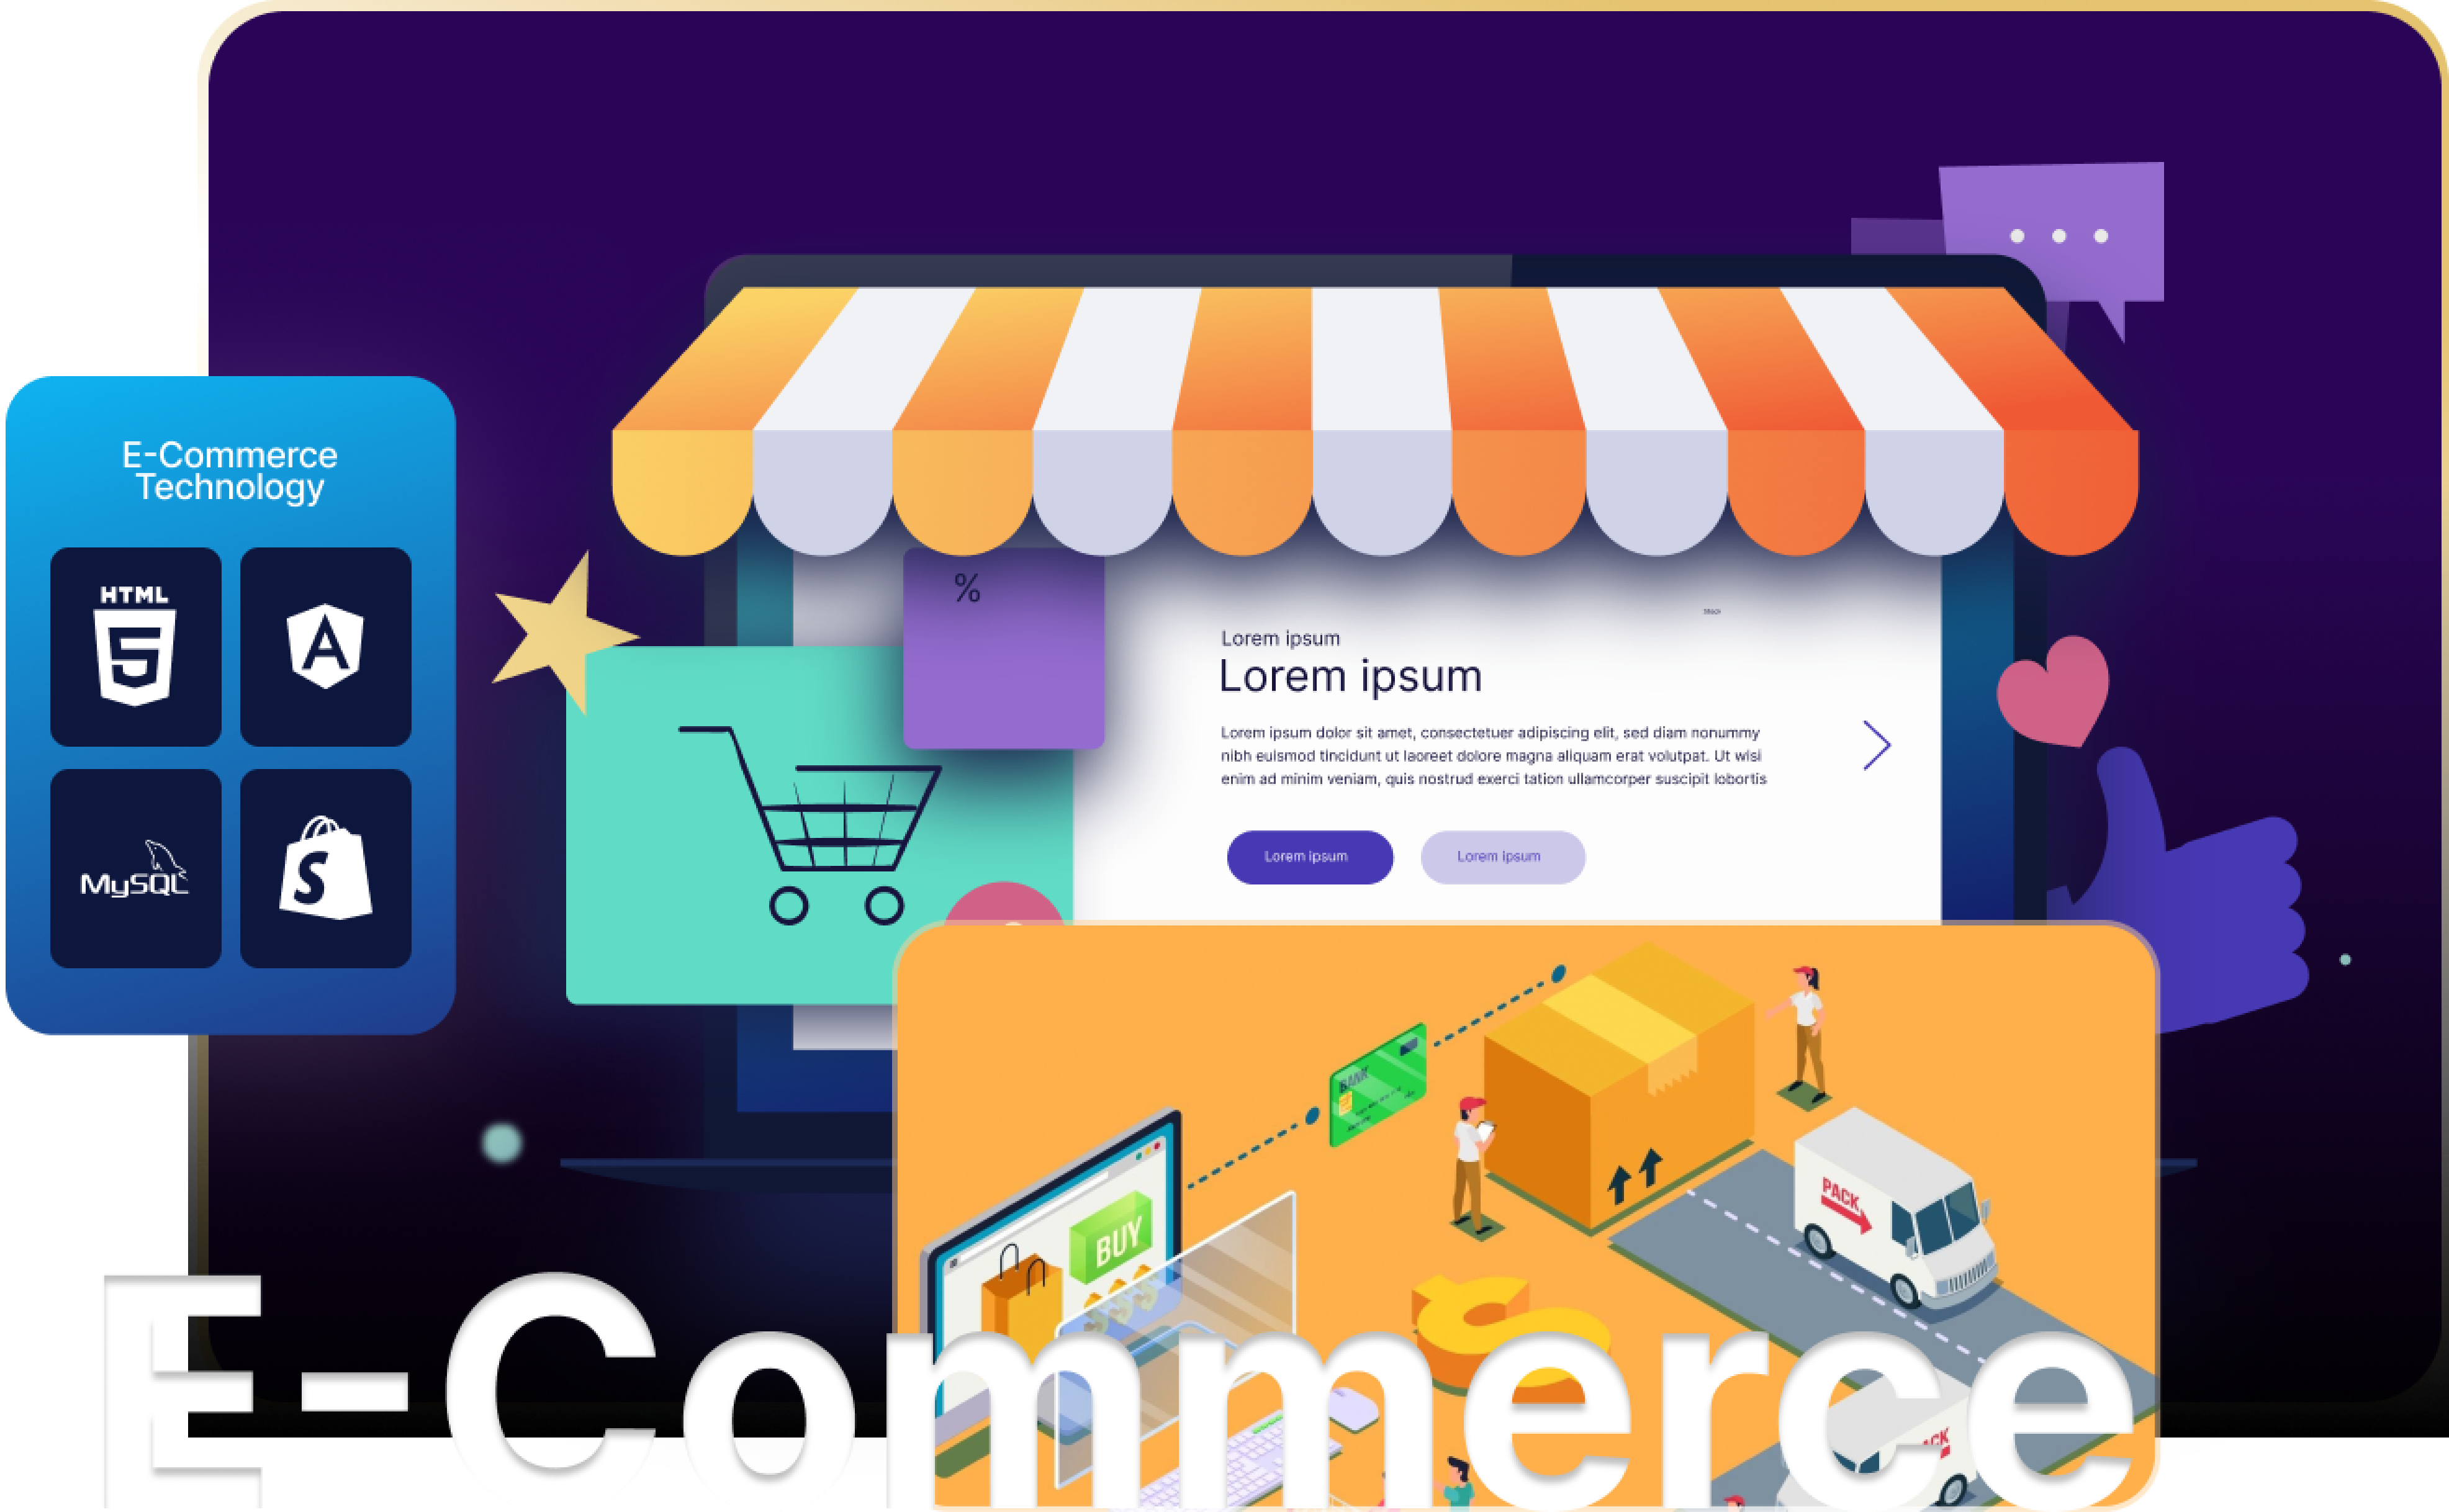 E-Commerce
Technology
HTML
5
A
MySQL
S
%
Lorem ipsum
Lorem ipsum
Lorem ipsum dolor sit amet, consectetuer adipiscing elit, sed diam nonummy
nibh euismod tincidunt ut laoreet dolore magna aliquam erat volutpat. Ut wisi
enim ad minim veniam, quis nostrud exerci tation ullamcorper suscipit lobortis
Lorem ipsum
Lorem ipsum
BANK
PACK
BUY
$$$
$
E-Commerce